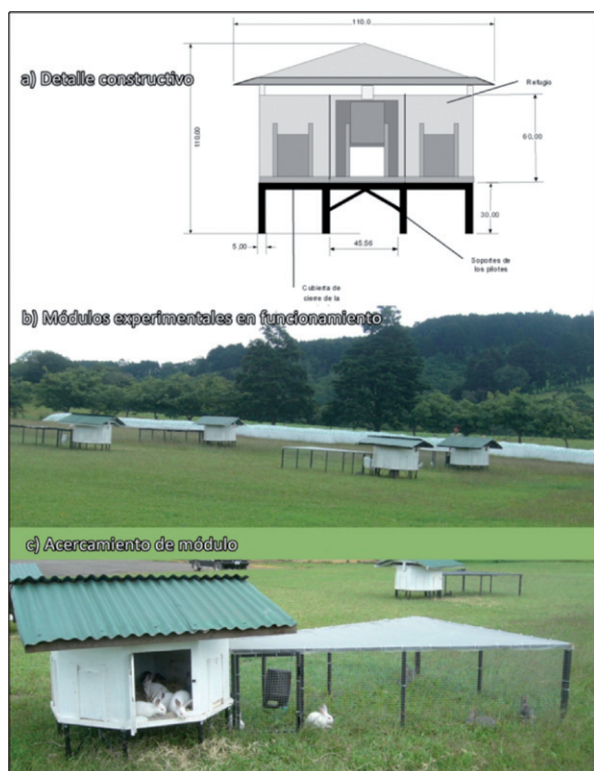 110.0
a) Detalle constructivo
Refugio
110.00
60.00
30.00
5.00
45.56
Soportes de
los pilotes
Cubierta de
cierre de la
b) Módulos experimentales en funcionamiento
c) Acercamiento de módulo